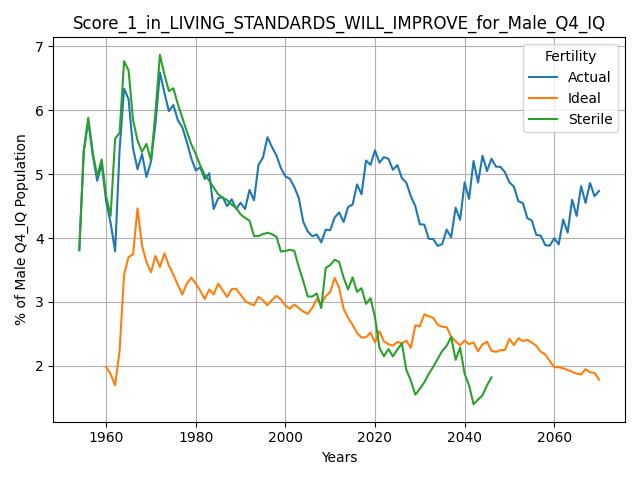 Score_1_in_LIVING_STANDARDS_WILL_IMPROVE_for_Male_Q4_IQ
Fertility
Actual
Ideal
Sterile
% of Male Q4_IQ Population
7
6
5
4
3
2
1960 1980 2000 2020 2040 2060
Years